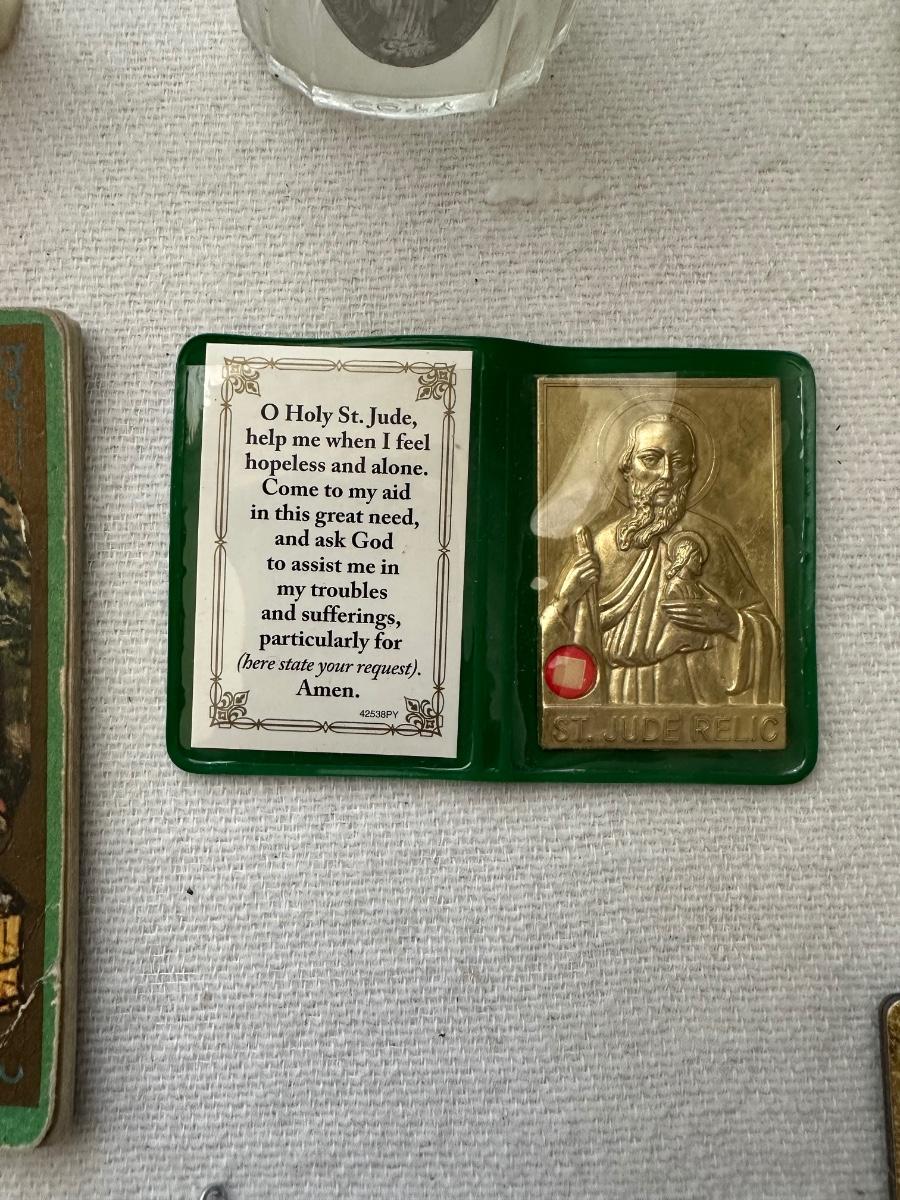 COTY
O Holy St. Jude,
help me when I feel
hopeless and alone.
Come to my aid
in this great need,
and ask God
to assist me in
my troubles
and sufferings,
particularly for
(here state your request).
Amen.
42538PY
ST. JUDE RELIC